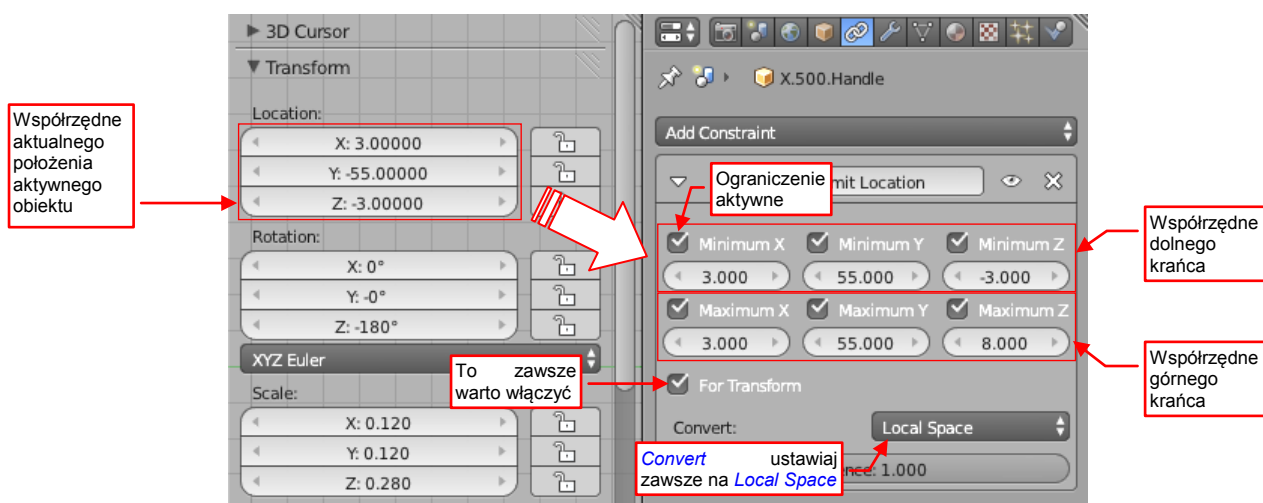 3D Cursor
Transform
Location:
X: 3.00000
Y: -55.00000
Z: -3.00000
Rotation:
X: 0°
Y: -0°
Z: -180°
XYZ Euler
Scale:
X: 0.120
Y: 0.120
Z: 0.280
Współrzędne
aktualnego
położenia
aktywnego
obiektu
To zawsze
warto włączyć
X.500.Handle
Add Constraint
Ograniczenie
aktywne
mit Location
Minimum X Minimum Y Minimum Z
3.000 55.000 -3.000
Maximum X Maximum Y Maximum Z
3.000 55.000 8.000
For Transform
Convert: Local Space
Convert ustawiaj
zawsze na Local Space
nce: 1.000
Współrzędne
dolnego
krańca
Współrzędne
górnego
krańca